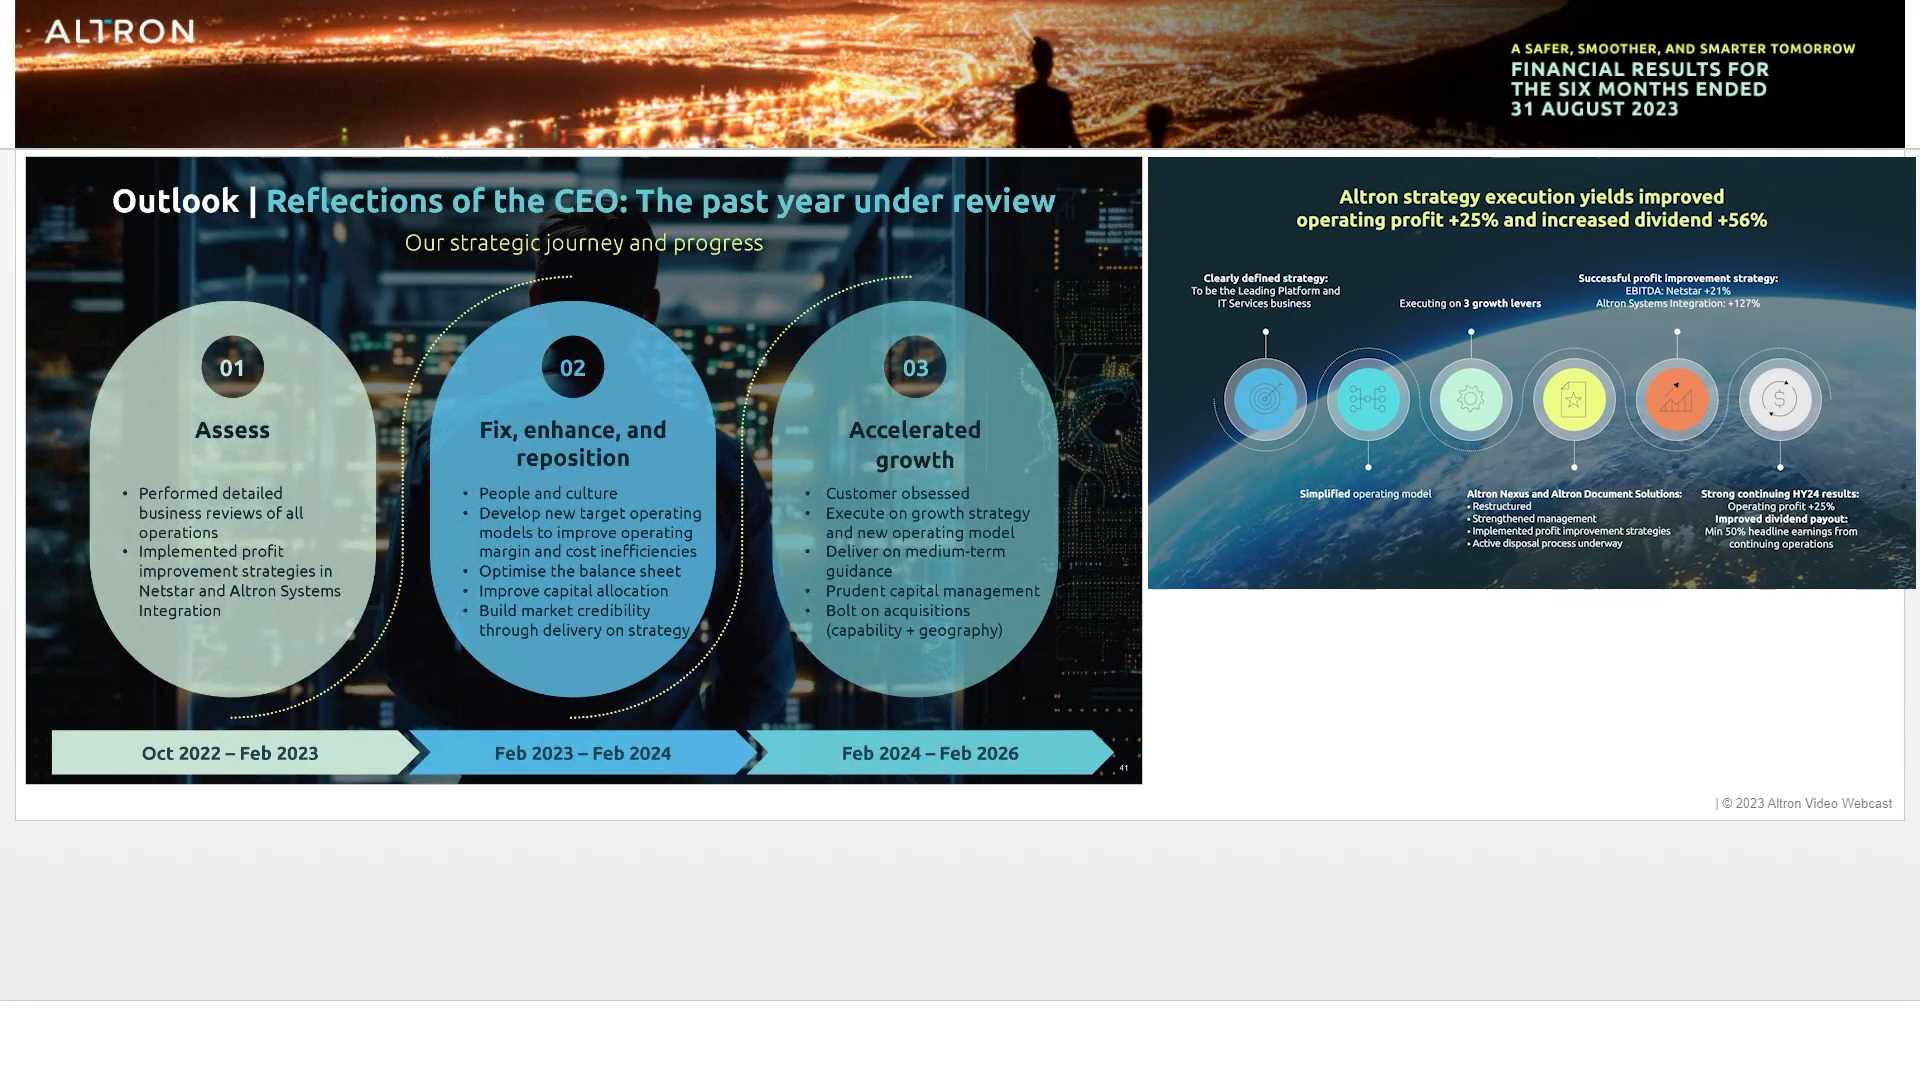 ALTRON
A SAFER, SMOOTHER, AND SMARTER TOMORROW
FINANCIAL RESULTS FOR
THE SIX MONTHS ENDED
31 AUGUST 2023
Outlook | Reflections of the CEO: The past year under review
Our strategic journey and progress
01
Assess
• Performed detailed
business reviews of all
operations
• Implemented profit
improvement strategies in
Netstar and Altron Systems
Integration
02
Fix, enhance, and
reposition
• People and culture
• Develop new target operating
models to improve operating
margin and cost inefficiencies
• Optimise the balance sheet
• Improve capital allocation
• Build market credibility
through delivery on strategy
03
Accelerated
growth
• Customer obsessed
• Execute on growth strategy
and new operating model
• Deliver on medium-term
guidance
• Prudent capital management
• Bolt on acquisitions
(capability + geography)
Oct 2022 – Feb 2023
Feb 2023 – Feb 2024
Feb 2024 – Feb 2026
41
Altron strategy execution yields improved
operating profit +25% and increased dividend +56%
Clearly defined strategy:
To be the Leading Platform and
IT Services business
Executing on 3 growth levers
Successful profit improvement strategy:
EBITDA: Netstar +21%
Altron Systems Integration: +127%
$
Simplified operating model
Altron Nexus and Altron Document Solutions:
• Restructured
• Strengthened management
• Implemented profit improvement strategies
• Active disposal process underway
Strong continuing HY24 results:
Operating profit +25%
Improved dividend payout:
Min 50% headline earnings from
continuing operations
| © 2023 Altron Video Webcast